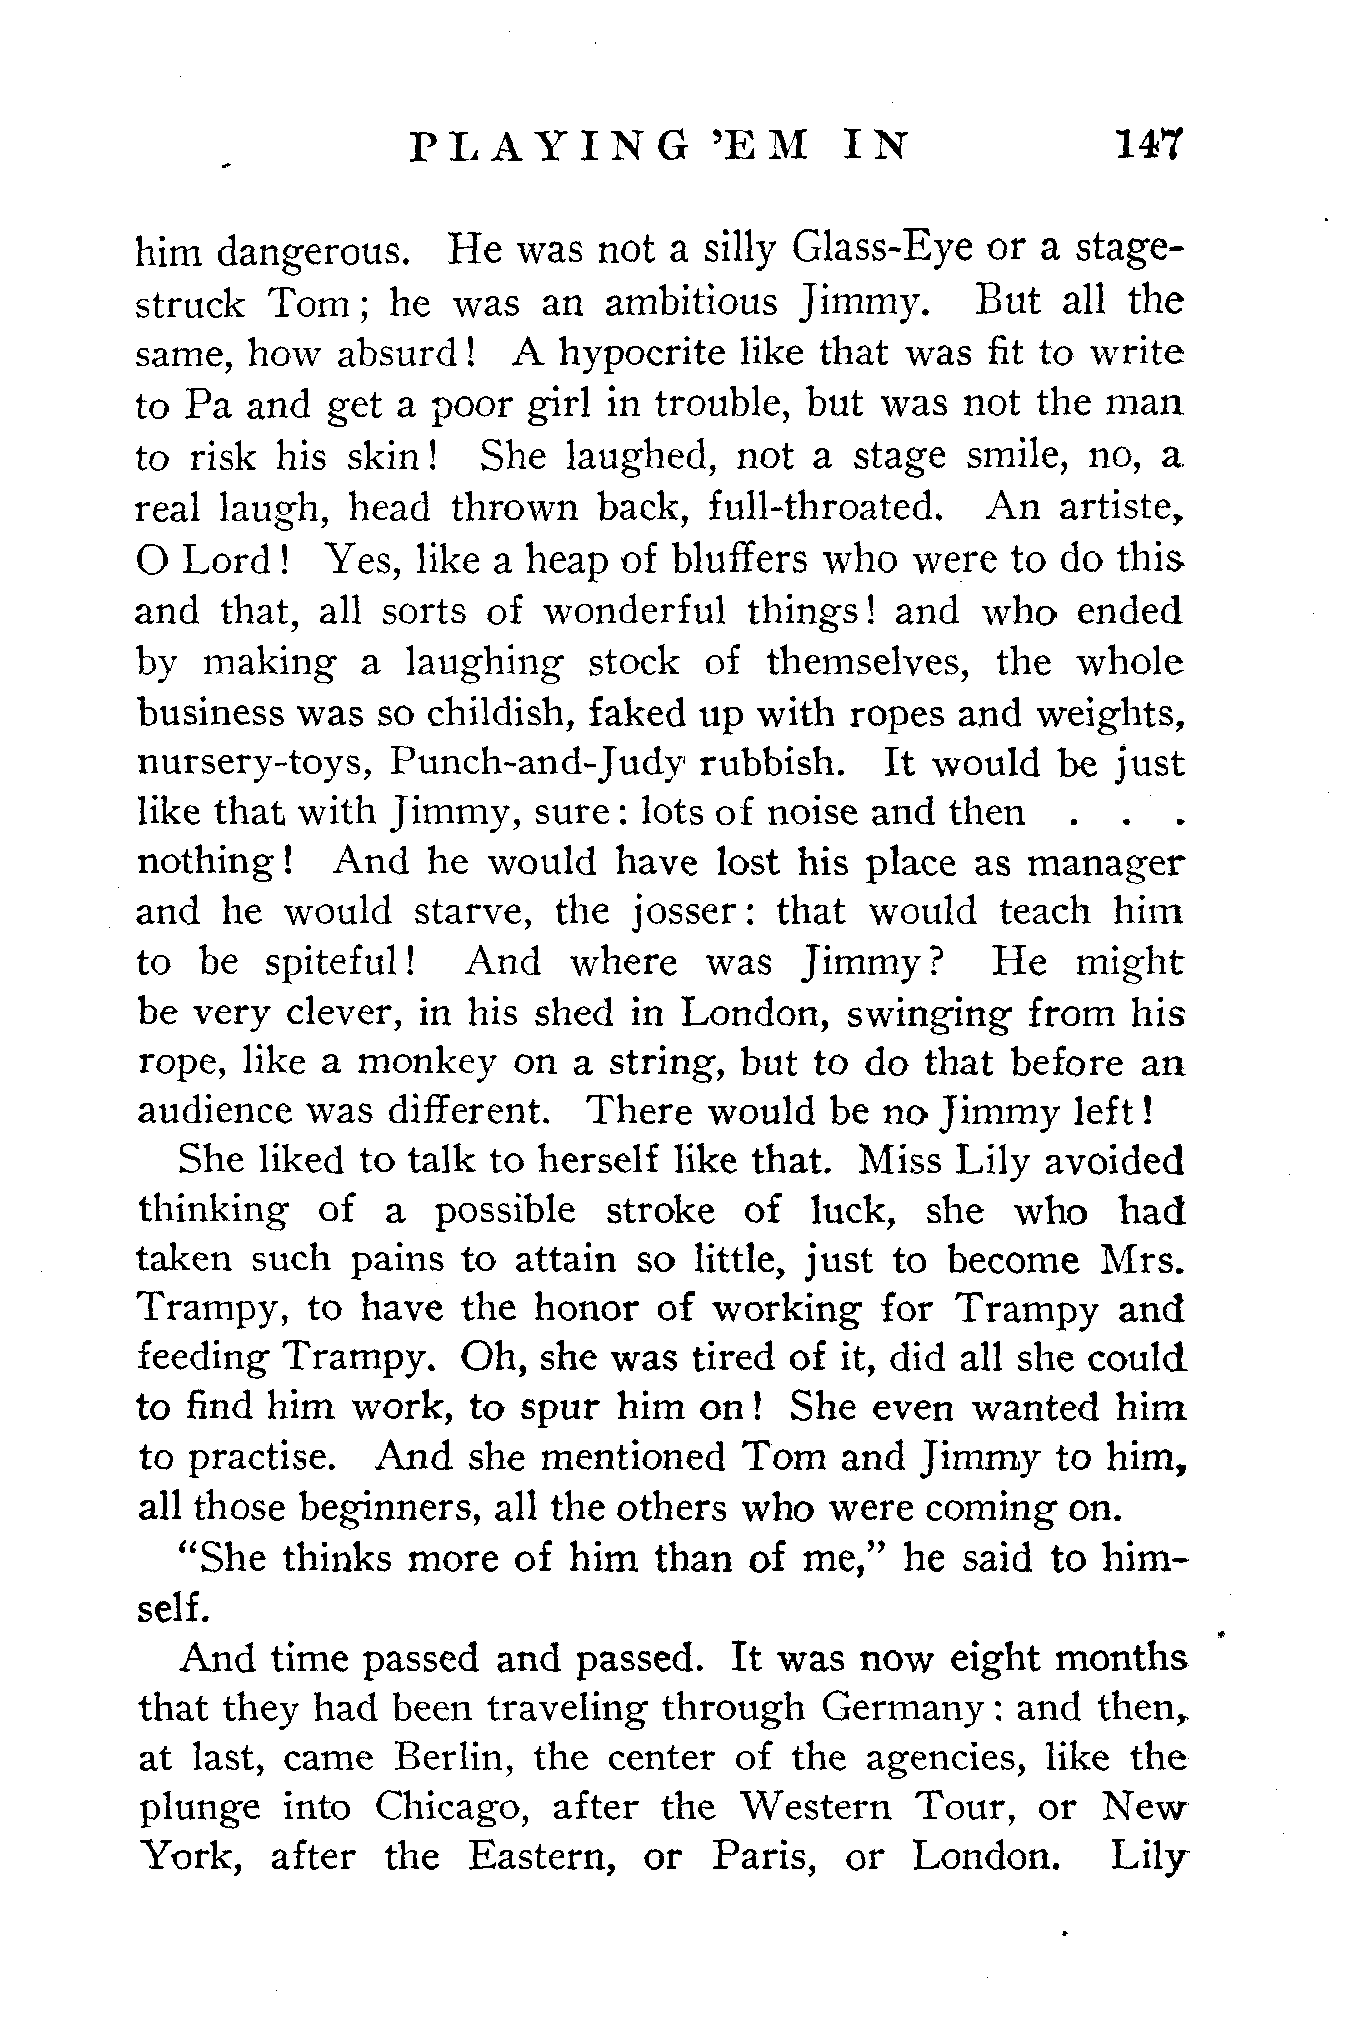 PLAYING 'EM IN 147
him dangerous. He was not a silly Glass-Eye or a stage-
struck Tom; he was an ambitious Jimmy. But all the
same, how absurd! A hypocrite like that was fit to write
to Pa and get a poor girl in trouble, but was not the man
to risk his skin! She laughed, not a stage smile, no, a
real laugh, head thrown back, full-throated. An artiste,
O Lord! Yes, like a heap of bluffers who were to do this
and that, all sorts of wonderful things! and who ended
by making a laughing stock of themselves, the whole
business was so childish, faked up with ropes and weights,
nursery-toys, Punch-and-Judy rubbish. It would be just
like that with Jimmy, sure: lots of noise and then . . .
nothing! And he would have lost his place as manager
and he would starve, the josser: that would teach him
to be spiteful! And where was Jimmy? He might
be very clever, in his shed in London, swinging from his
rope, like a monkey on a string, but to do that before an
audience was different. There would be no Jimmy left!
She liked to talk to herself like that. Miss Lily avoided
thinking of a possible stroke of luck, she who had
taken such pains to attain so little, just to become Mrs.
Trampy, to have the honor of working for Trampy and
feeding Trampy. Oh, she was tired of it, did all she could
to find him work, to spur him on! She even wanted him
to practise. And she mentioned Tom and Jimmy to him,
all those beginners, all the others who were coming on.
"She thinks more of him than of me," he said to him-
self.
And time passed and passed. It was now eight months
that they had been traveling through Germany: and then,
at last, came Berlin, the center of the agencies, like the
plunge into Chicago, after the Western Tour, or New
York, after the Eastern, or Paris, or London. Lily